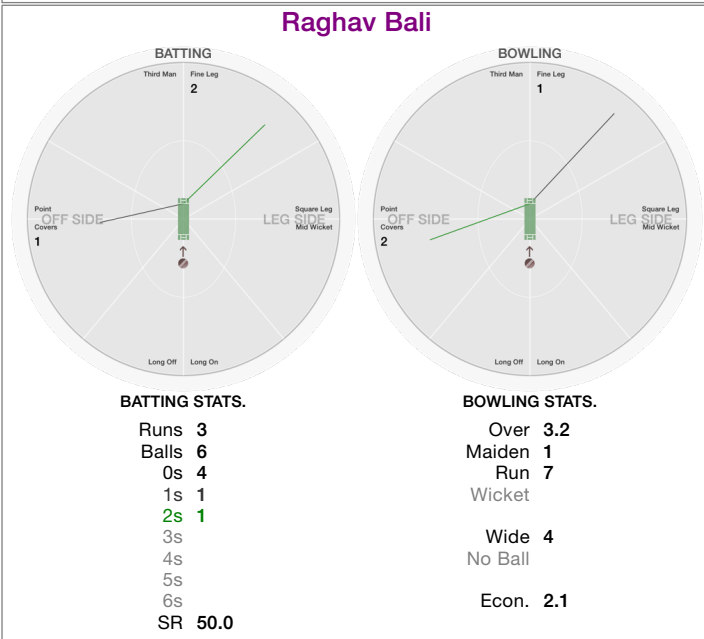 Raghav Bali
BATTING
Third Man Fine Leg
2
Point
OFF SIDE
Covers
1
Square Leg
LEG SIDE
Mid Wicket
Long Off Long On
BOWLING
Third Man Fine Leg
1
Point
OFF SIDE
Covers
2
Square Leg
LEG SIDE
Mid Wicket
Long Off Long On
BATTING STATS.
Runs 3
Balls 6
0s 4
1s 1
2s 1
3s
4s
5s
6s
SR 50.0
BOWLING STATS.
Over 3.2
Maiden 1
Run 7
Wicket
Wide 4
No Ball
Econ. 2.1